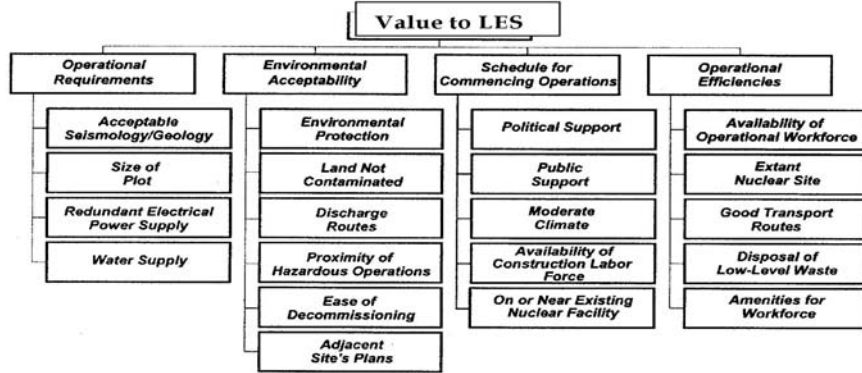 Value to LES
Operational
Requirements
Acceptable
Seismology/Geology
Size of
Plot
Redundant Electrical
Power Supply
Water Supply
Environmental
Acceptability
Environmental
Protection
Land Not
Contaminated
Discharge
Routes
Proximity of
Hazardous Operations
Ease of
Decommissioning
Adjacent
Site's Plans
Schedule for
Commencing Operations
Political Support
Public
Support
Moderate
Climate
Availability of
Construction Labor
Force
On or Near Existing
Nuclear Facility
Operational
Efficiencies
Availability of
Operational Workforce
Extant
Nuclear Site
Good Transport
Routes
Disposal of
Low-Level Waste
Amenities for
Workforce